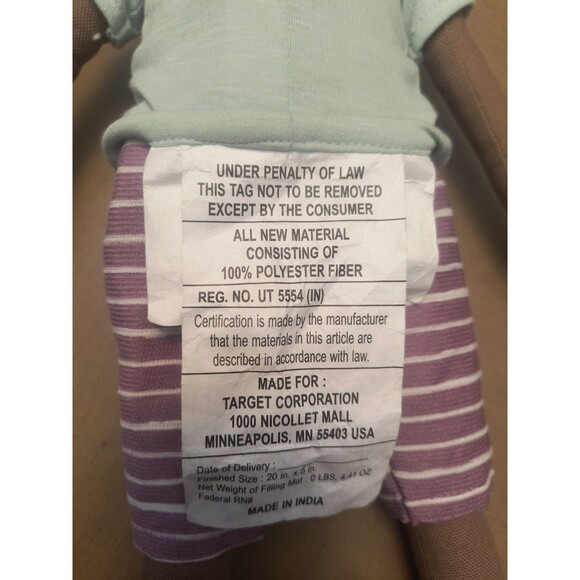 UNDER PENALTY OF LAW
THIS TAG NOT TO BE REMOVED
EXCEPT BY THE CONSUMER
ALL NEW MATERIAL
CONSISTING OF
100% POLYESTER FIBER
REG. NO. UT 5554 (IN)
Certification is made by the manufacturer
that the materials in this article are
described in accordance with law.
MADE FOR :
TARGET CORPORATION
1000 NICOLLET MALL
MINNEAPOLIS, MN 55403 USA
Date of Delivery :
Finished Size : 20 in. x 5 in.
Net Weight of Filling Mat : 0 LBS, 4.41 OZ
Federal RN#
MADE IN INDIA